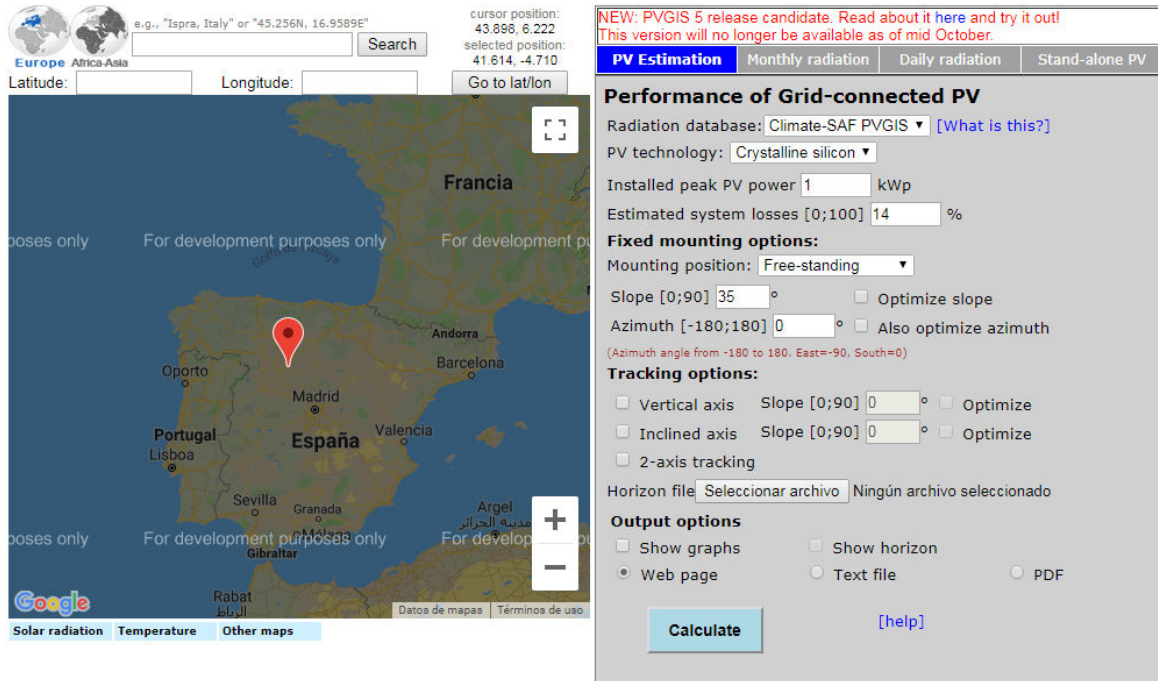 e.g., "Ispra, Italy" or "45.256N, 16.9589E"
Search
Europe Africa-Asia
cursor position:
43.898, 6.222
selected position:
41.614, -4.710
Latitude:
Longitude:
Go to lat/lon
Francia
poses only
For development purposes only
For development pu
Andorra
Barcelona
Oporto
Madrid
Portugal
España
Valencia
Lisboa
Sevilla
Granada
Argel
مدينة الجزائر
Málaga
poses only
For development purposes only
For develop
Gibraltar
Rabat
الرباط
Google
Datos de mapas
Términos de uso
Solar radiation
Temperature
Other maps
NEW: PVGIS 5 release candidate. Read about it here and try it out!
This version will no longer be available as of mid October.
PV Estimation
Monthly radiation
Daily radiation
Stand-alone PV
Performance of Grid-connected PV
Radiation database: Climate-SAF PVGIS [What is this?]
PV technology: Crystalline silicon
Installed peak PV power 1 kWp
Estimated system losses [0;100] 14 %
Fixed mounting options:
Mounting position: Free-standing
Slope [0;90] 35 ° Optimize slope
Azimuth [-180;180] 0 ° Also optimize azimuth
(Azimuth angle from -180 to 180. East=-90, South=0)
Tracking options:
Vertical axis Slope [0;90] 0 ° Optimize
Inclined axis Slope [0;90] 0 ° Optimize
2-axis tracking
Horizon file Seleccionar archivo Ningún archivo seleccionado
Output options
Show graphs Show horizon
Web page Text file PDF
Calculate
[help]